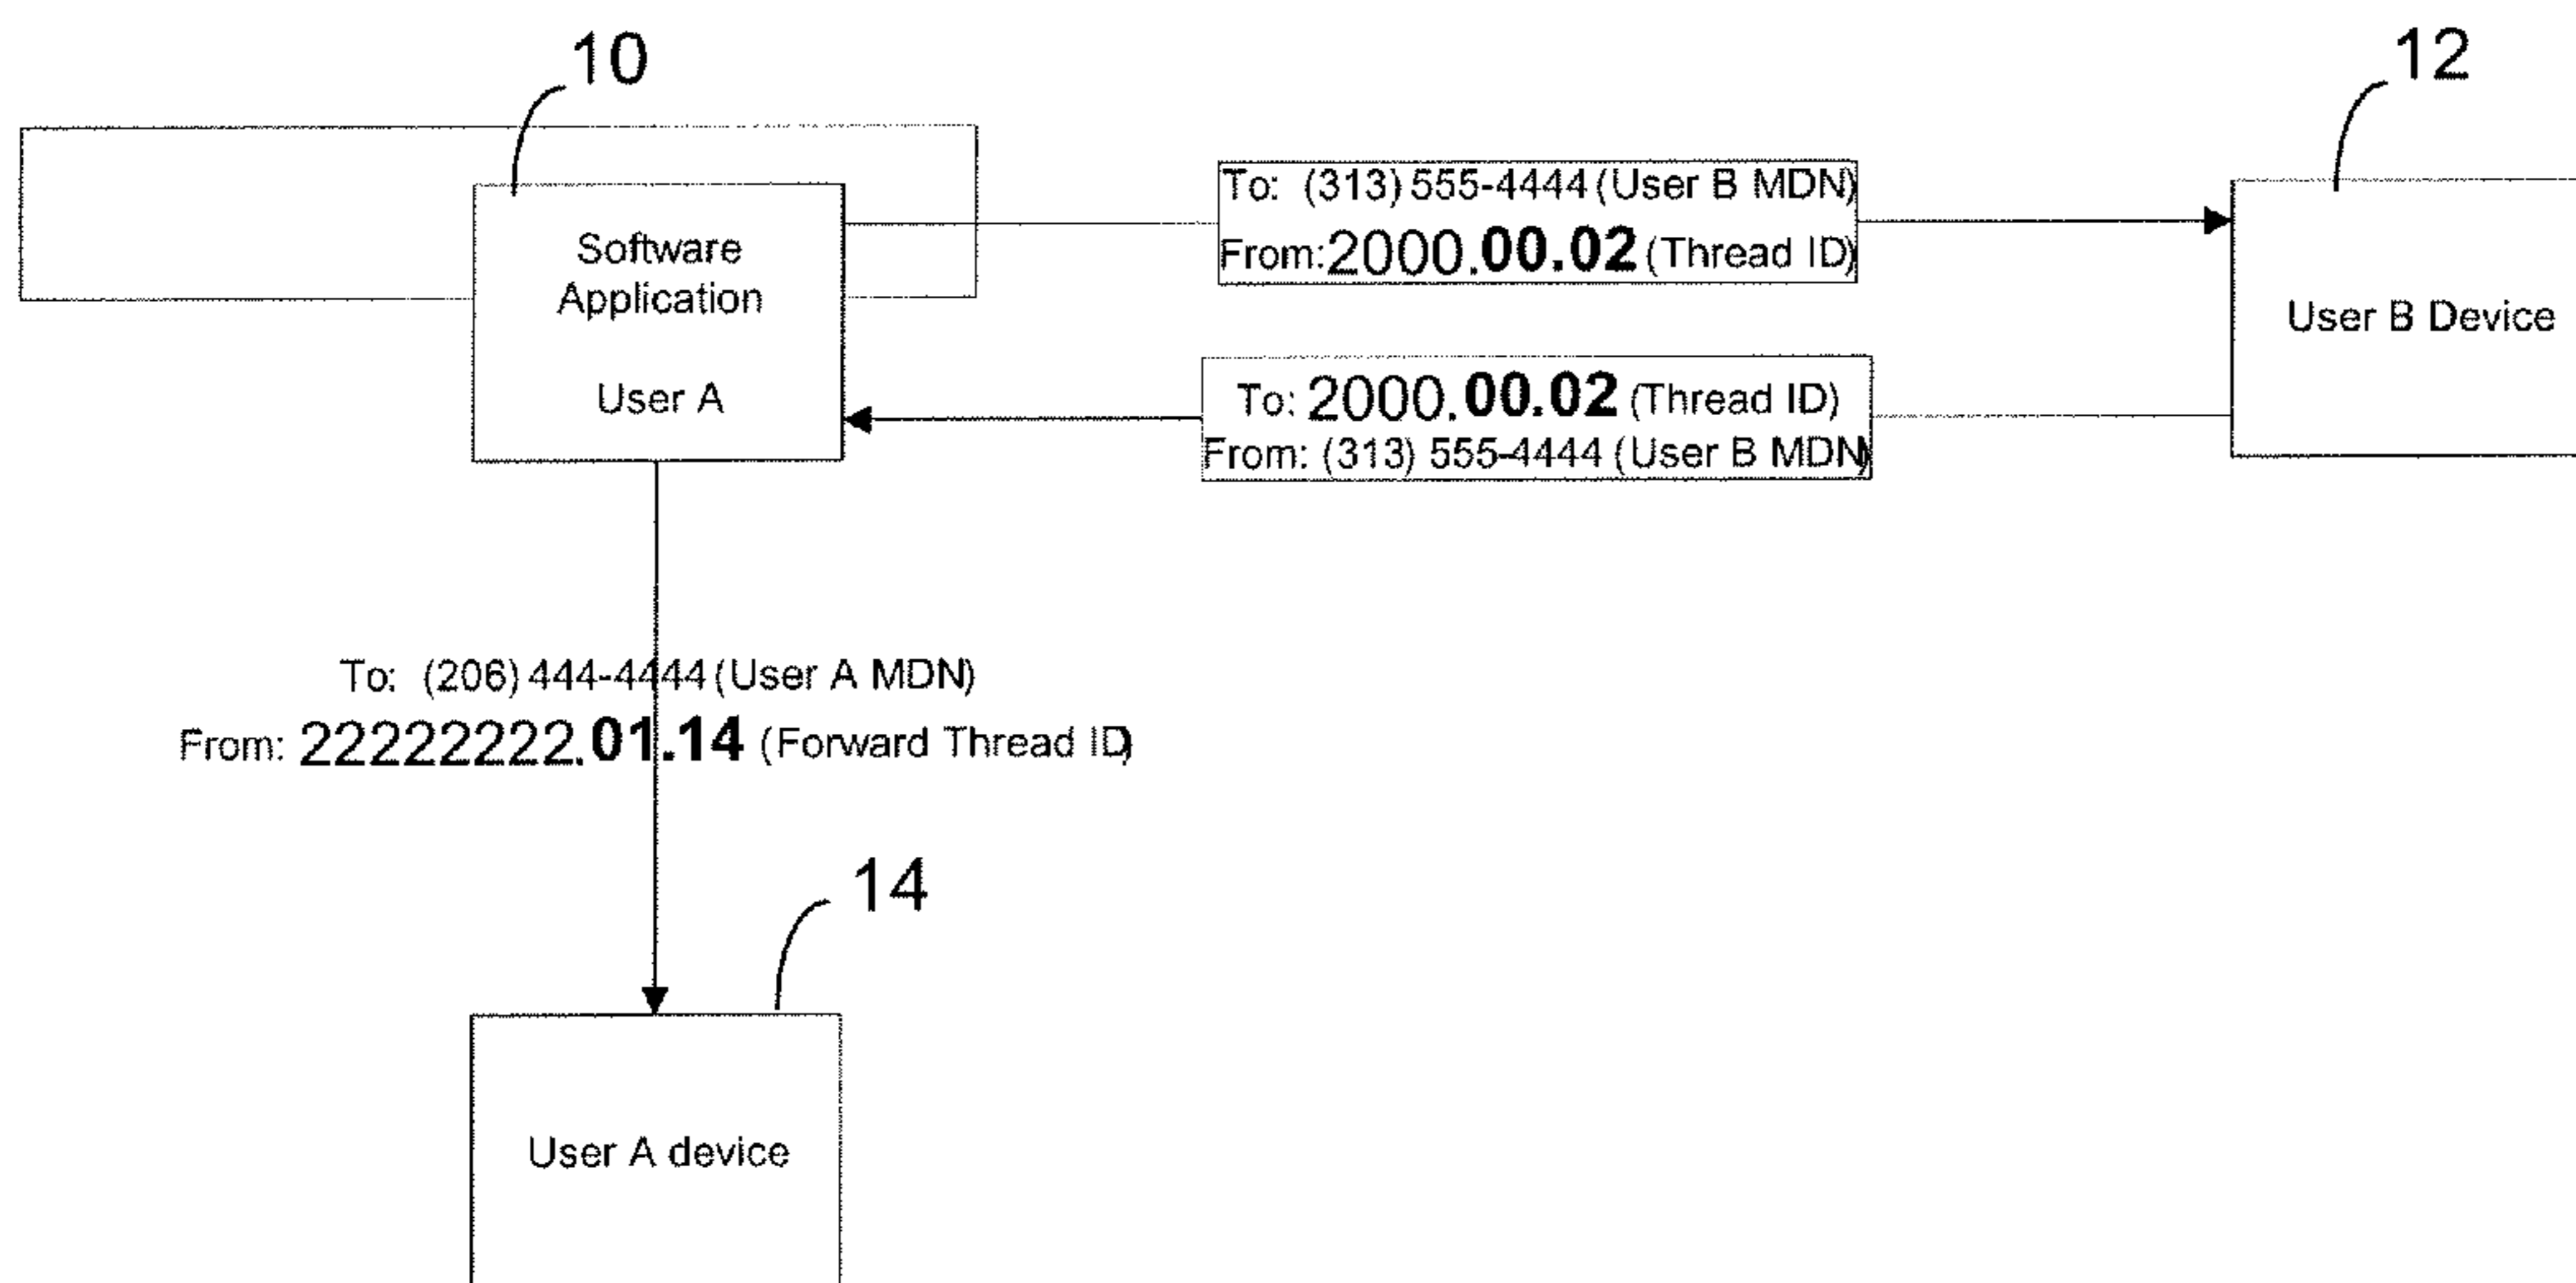 10
12
To: (313) 555-4444 (User B MDN)
From: 2000.00.02 (Thread ID)
Software
Application
User A
User B Device
To: 2000.00.02 (Thread ID)
From: (313) 555-4444 (User B MDN)
To: (206) 444-4444 (User A MDN)
From: 22222222.01.14 (Forward Thread ID)
14
User A device